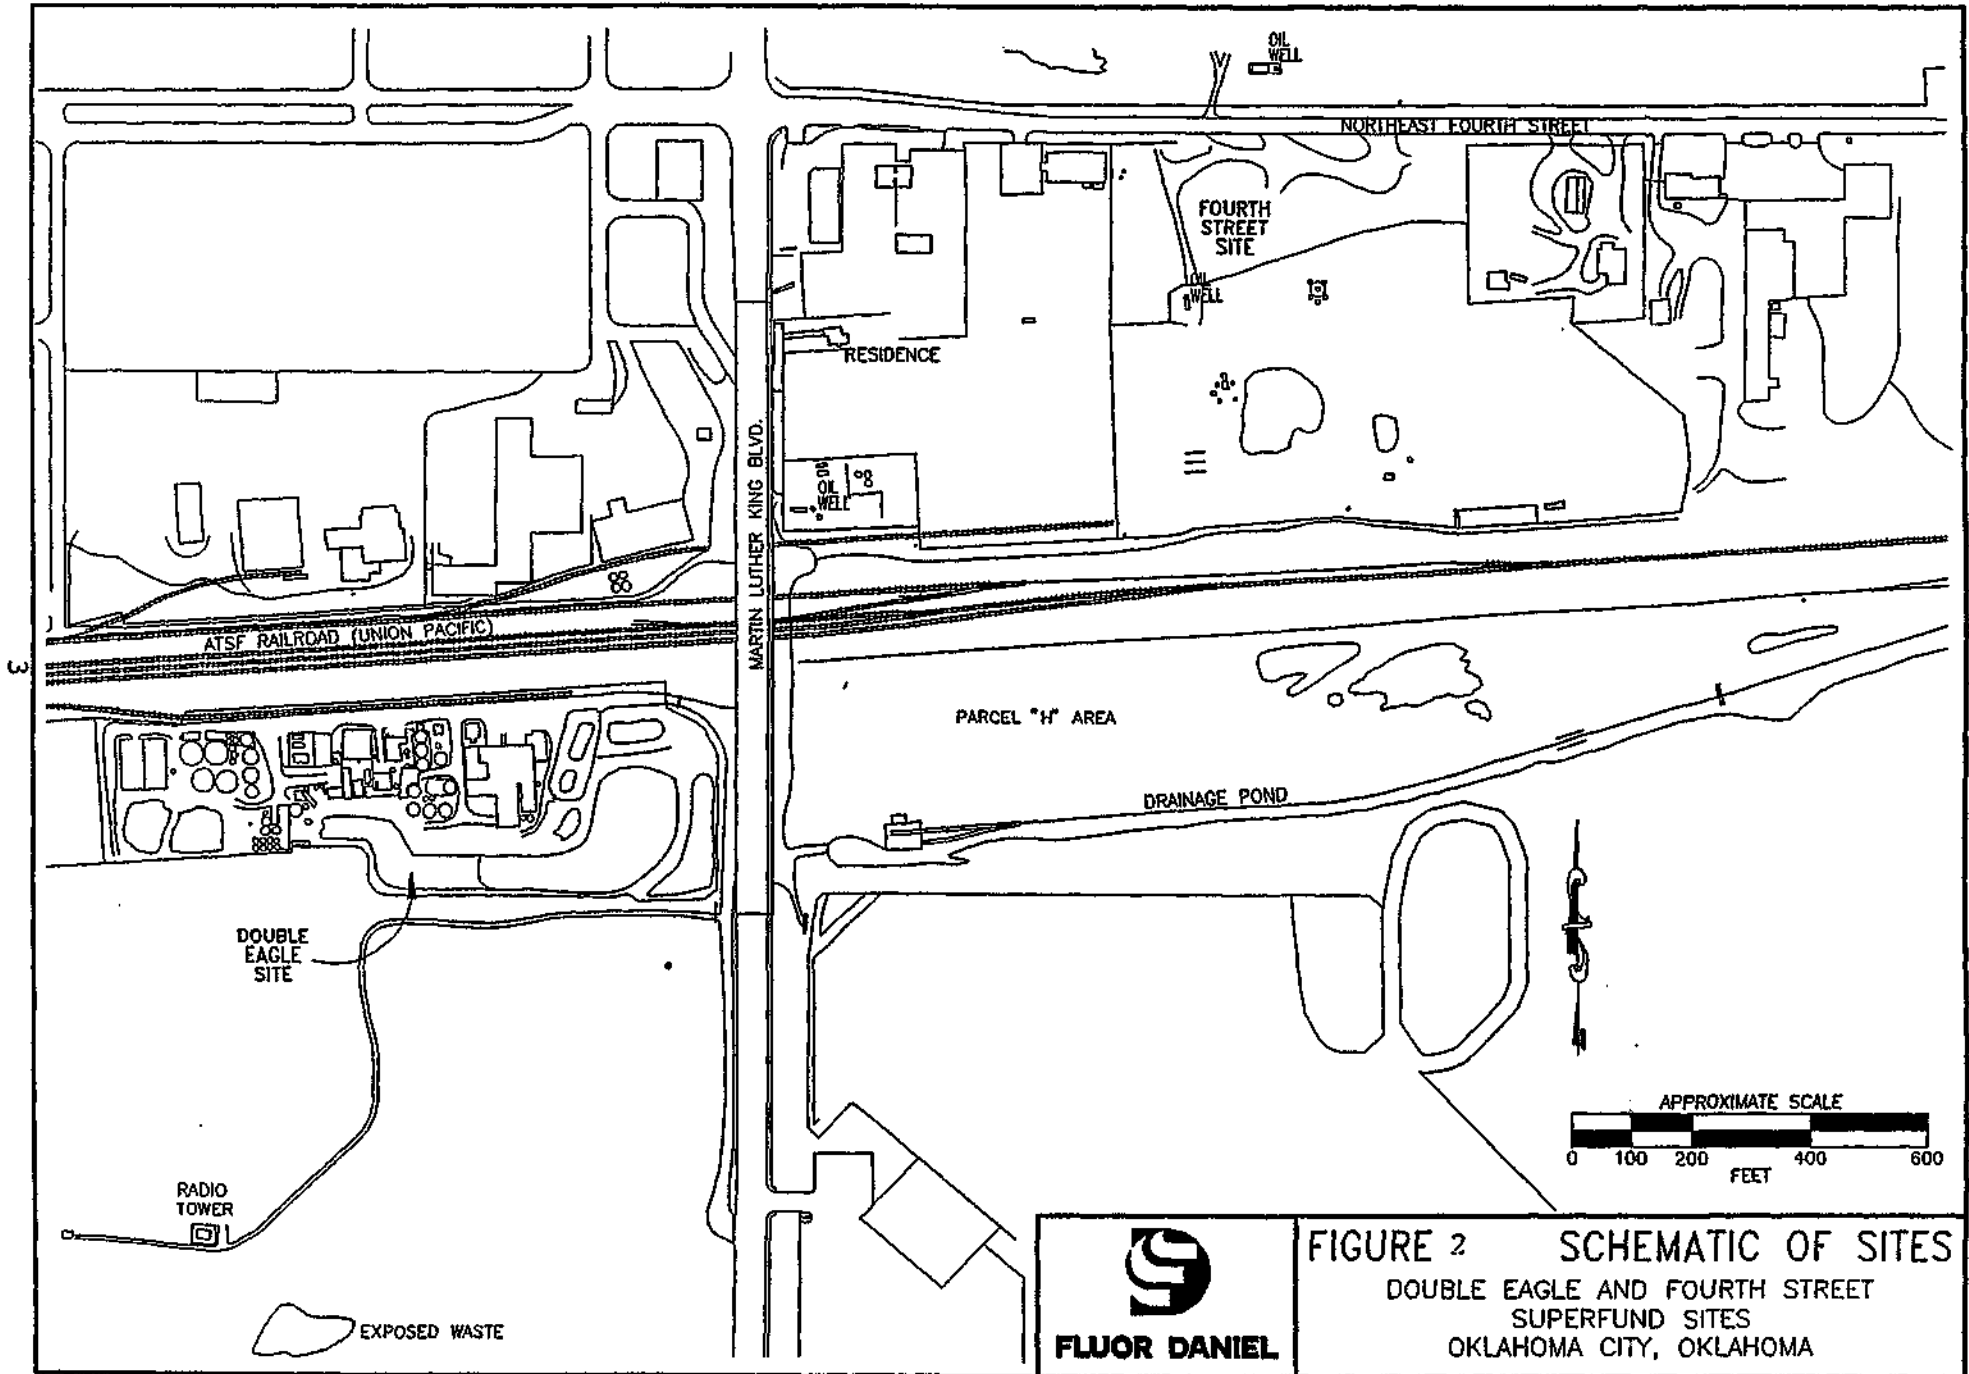 OIL
WELL
NORTHEAST FOURTH STREET
FOURTH
STREET
SITE
OIL
WELL
RESIDENCE
MARTIN LUTHER KING BLVD.
OIL
WELL
ATSF RAILROAD (UNION PACIFIC)
3
PARCEL "H" AREA
DRAINAGE POND
DOUBLE
EAGLE
SITE
APPROXIMATE SCALE
0 100 200 400 600
FEET
RADIO
TOWER
EXPOSED WASTE
FLUOR DANIEL
FIGURE 2 SCHEMATIC OF SITES
DOUBLE EAGLE AND FOURTH STREET
SUPERFUND SITES
OKLAHOMA CITY, OKLAHOMA